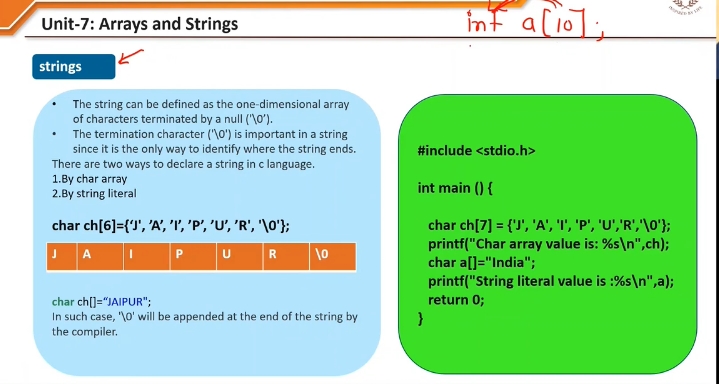 Unit-7: Arrays and Strings
int a[10];
strings
• The string can be defined as the one-dimensional array
of characters terminated by a null ('\0').
• The termination character ('\0') is important in a string
since it is the only way to identify where the string ends.
There are two ways to declare a string in c language.
1.By char array
2.By string literal
char ch[6]={‘J', ’A’, ’I’, ’P’, ’U’, ’R’, '\0'};
J A I P U R \0
char ch[]=“JAIPUR";
In such case, '\0' will be appended at the end of the string by
the compiler.
#include <stdio.h>
int main () {
char ch[7] = {'J', 'A', 'I', 'P', 'U','R','\0'};
printf("Char array value is: %s\n",ch);
char a[]="India";
printf("String literal value is :%s\n",a);
return 0;
}